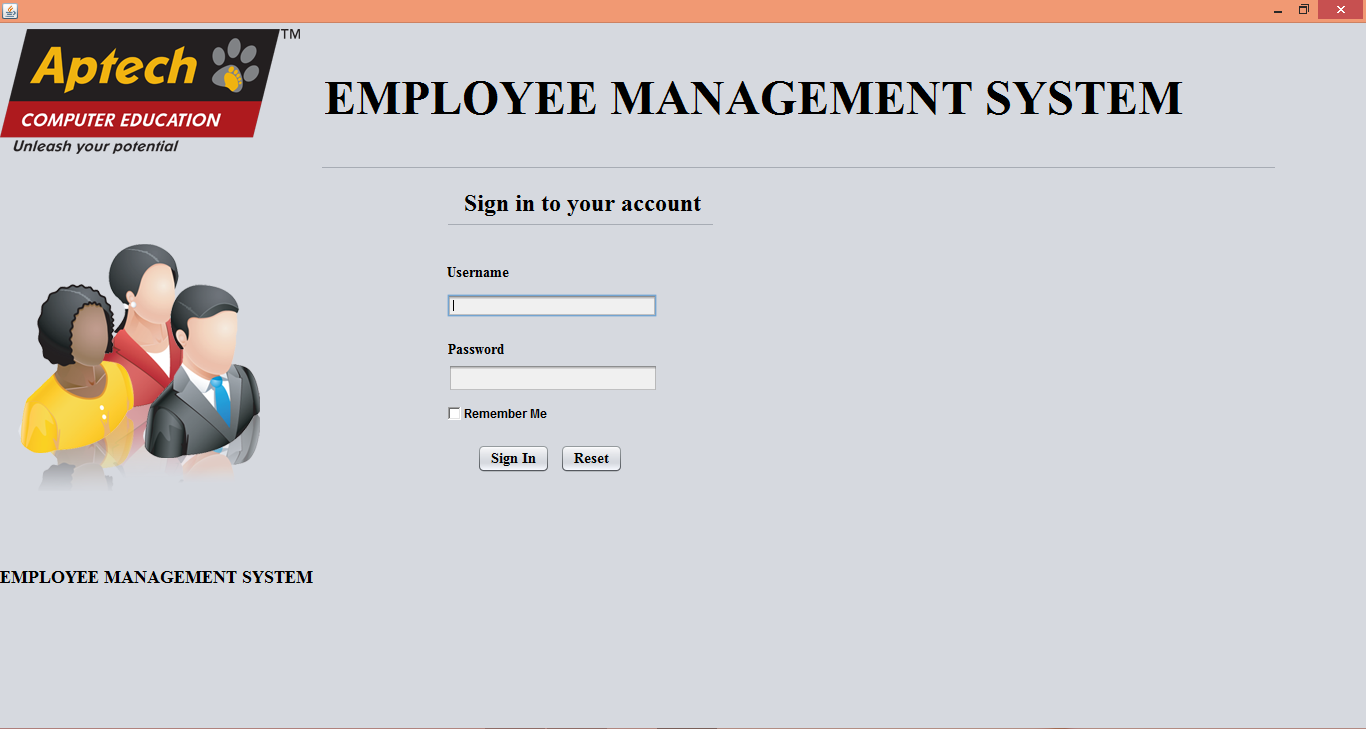 Aptech
TM
COMPUTER EDUCATION
Unleash your potential
EMPLOYEE MANAGEMENT SYSTEM
Sign in to your account
Username
Password
Remember Me
Sign In Reset
EMPLOYEE MANAGEMENT SYSTEM